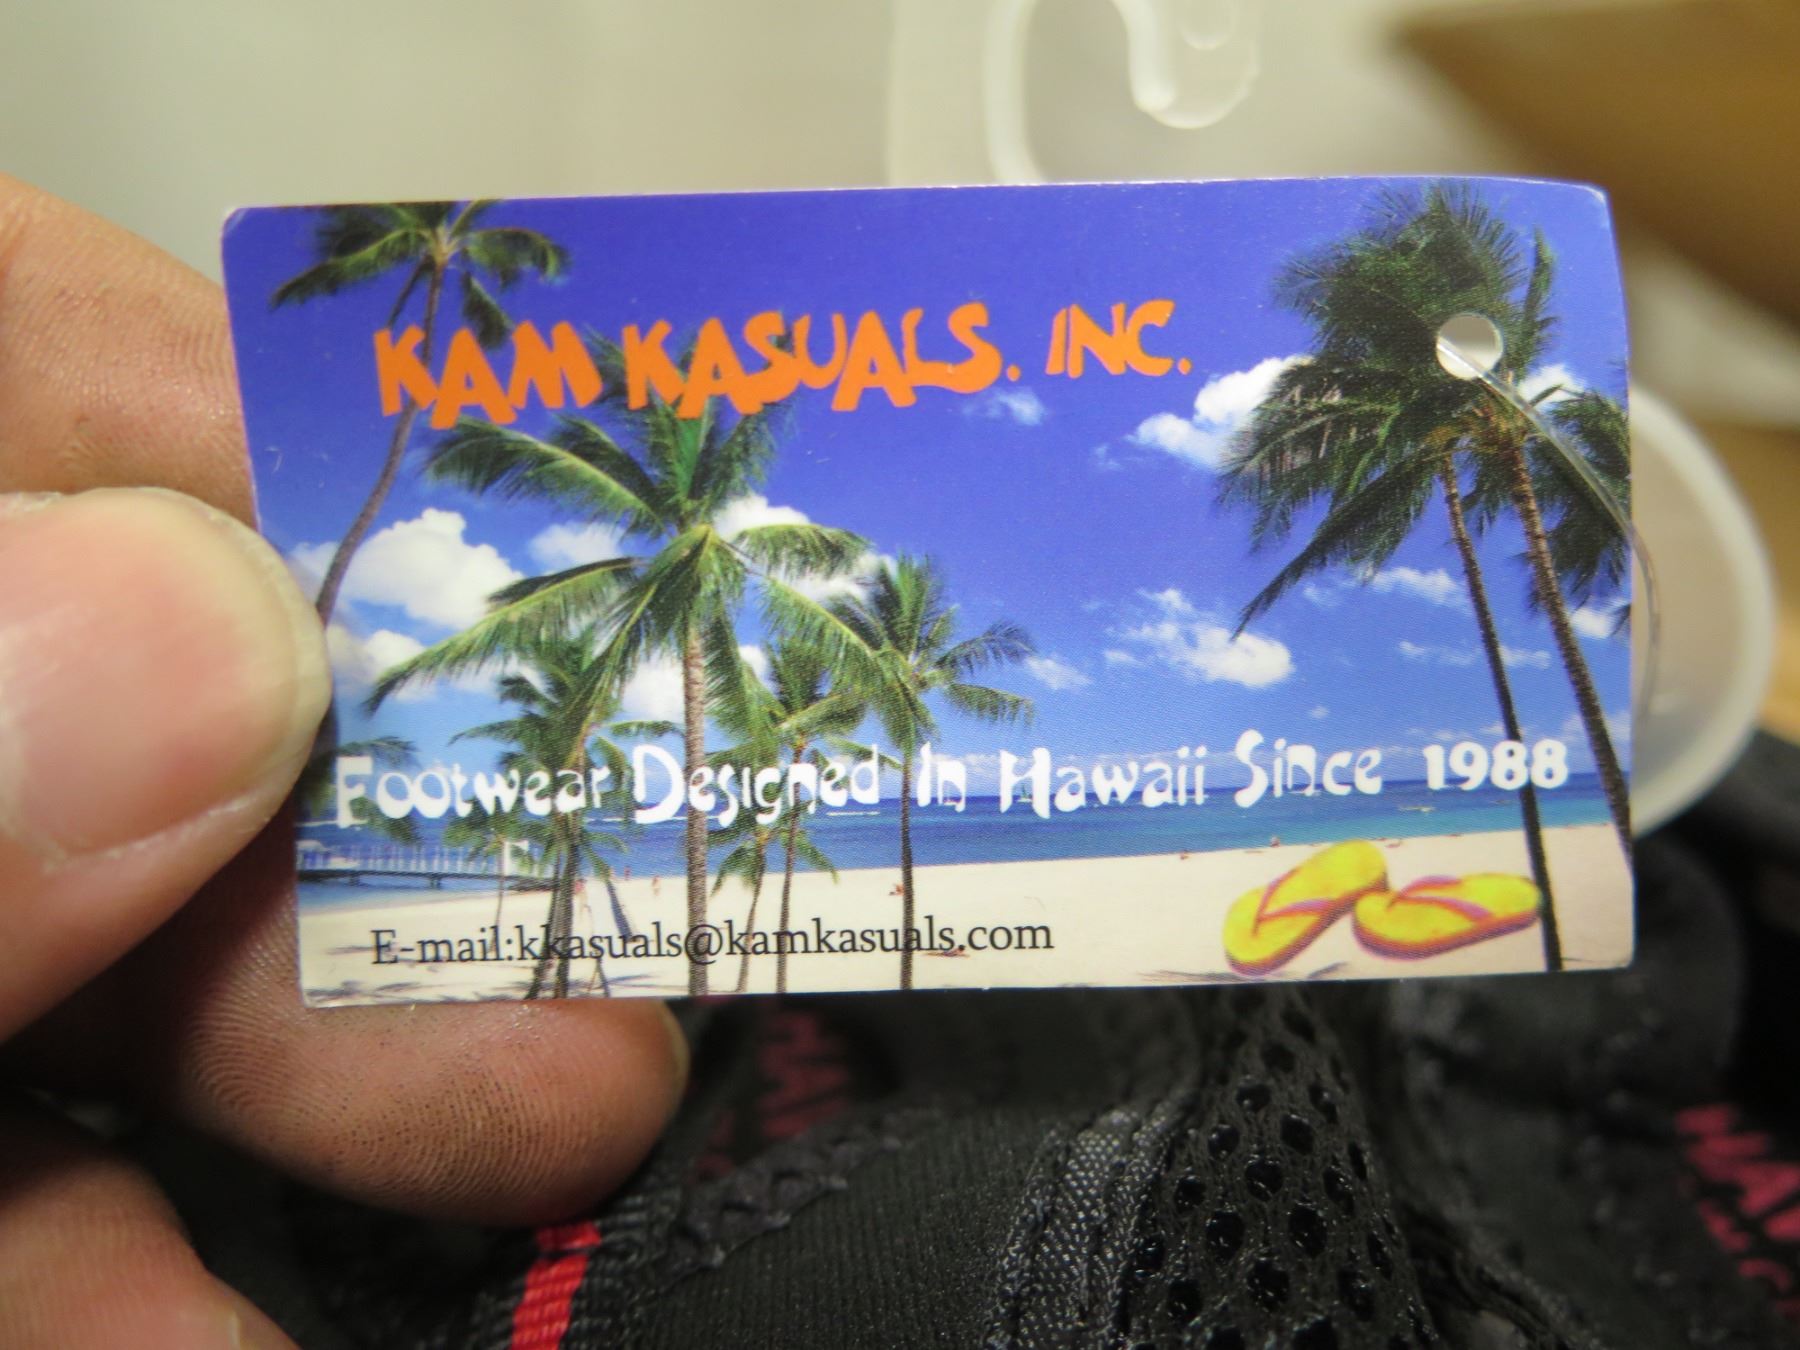 KAM KASUALS. INC.
Footwear Designed In Hawaii Since 1988
E-mail:kkasuals@kamkasuals.com